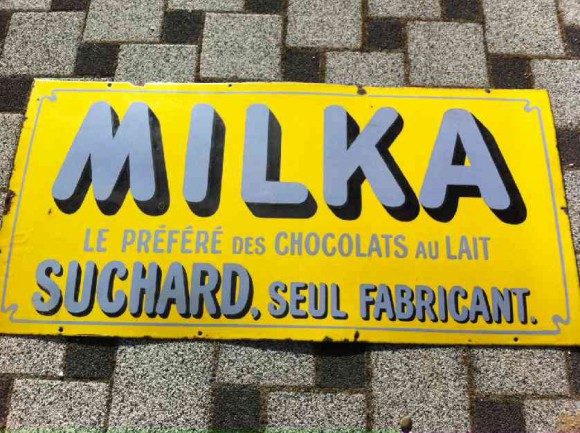 MILKA
LE PRÉFÉRÉ DES CHOCOLATS AU LAIT
SUCHARD, SEUL FABRICANT.